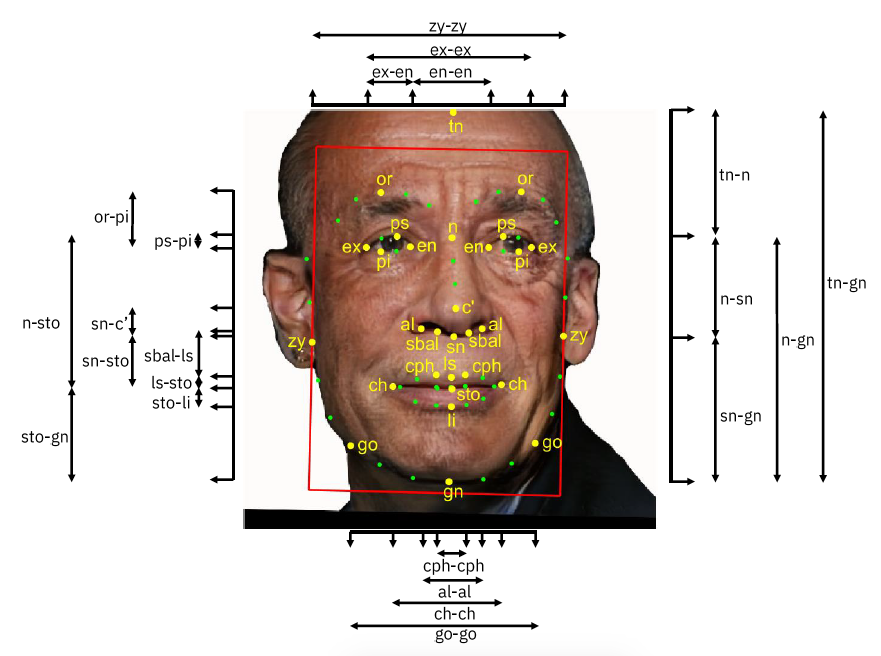 zy-zy
ex-ex
ex-en en-en
tn
or or
or-pi
tn-n
ps n ps
ps-pi
ex en en ex
pi pi
tn-gn
n-sn
c'
n-sto
sn-c'
al al
zy sbal sn sbal zy
n-gn
sn-sto
sbal-ls
ls
cph cph
ch ch
ls-sto
sto
sto-li
li
sn-gn
sto-gn
go go
gn
cph-cph
al-al
ch-ch
go-go